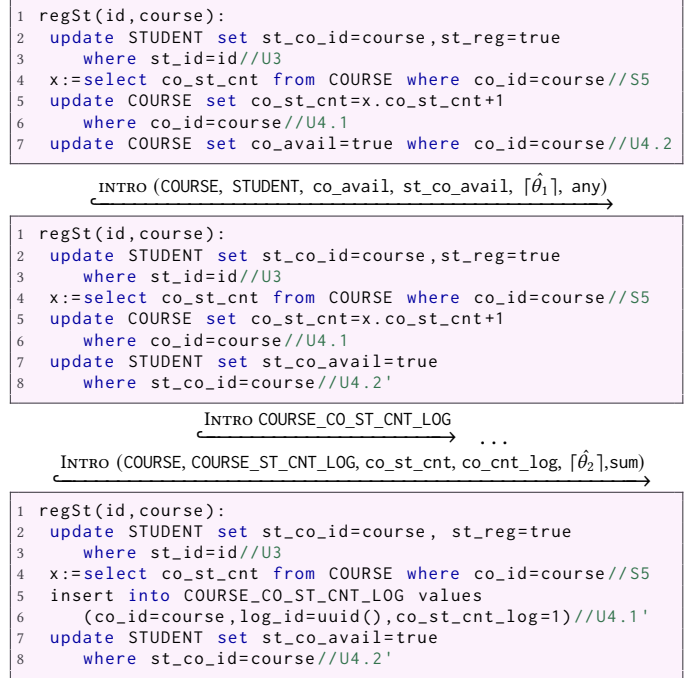 1 regSt(id,course):
2 update STUDENT set st_co_id=course,st_reg=true
3 where st_id=id//U3
4 x:=select co_st_cnt from COURSE where co_id=course//S5
5 update COURSE set co_st_cnt=x.co_st_cnt+1
6 where co_id=course//U4.1
7 update COURSE set co_avail=true where co_id=course//U4.2
INTRO (COURSE, STUDENT, co_avail, st_co_avail, ⌈θ̂₁⌉, any)
1 regSt(id,course):
2 update STUDENT set st_co_id=course,st_reg=true
3 where st_id=id//U3
4 x:=select co_st_cnt from COURSE where co_id=course//S5
5 update COURSE set co_st_cnt=x.co_st_cnt+1
6 where co_id=course//U4.1
7 update STUDENT set st_co_avail=true
8 where st_co_id=course//U4.2'
INTRO COURSE_CO_ST_CNT_LOG
...
INTRO (COURSE, COURSE_ST_CNT_LOG, co_st_cnt, co_cnt_log, ⌈θ̂₂⌉,sum)
1 regSt(id,course):
2 update STUDENT set st_co_id=course, st_reg=true
3 where st_id=id//U3
4 x:=select co_st_cnt from COURSE where co_id=course//S5
5 insert into COURSE_CO_ST_CNT_LOG values
6 (co_id=course,log_id=uuid(),co_st_cnt_log=1)//U4.1'
7 update STUDENT set st_co_avail=true
8 where st_co_id=course//U4.2'